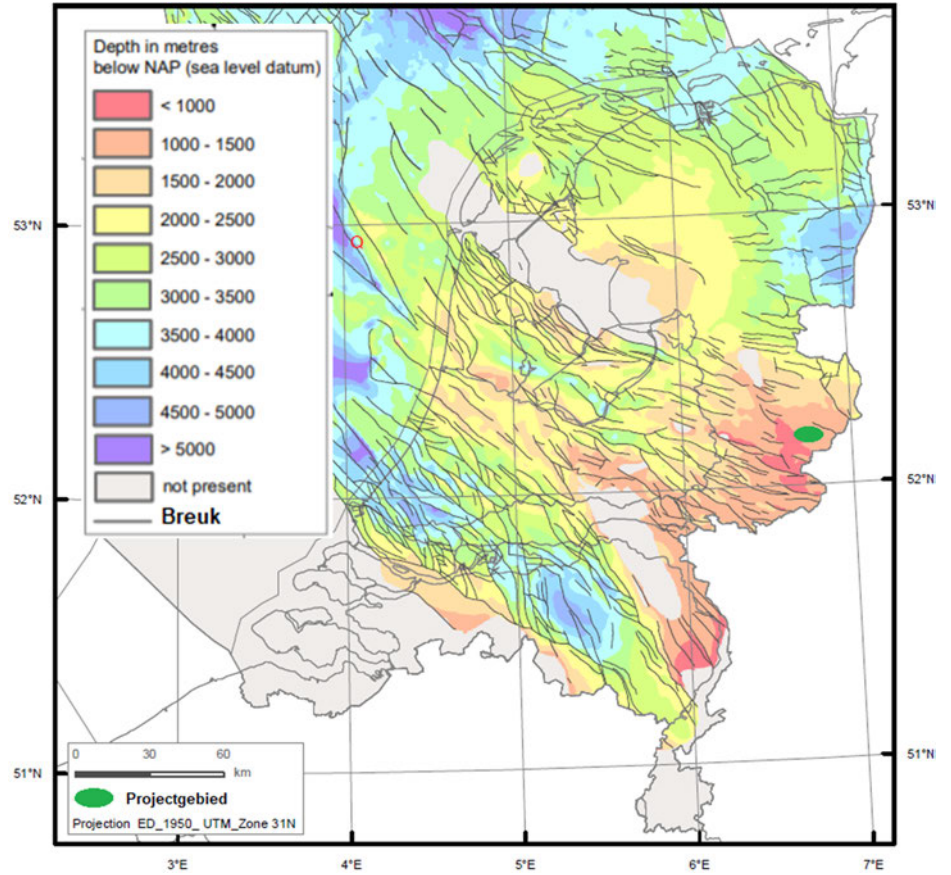 Depth in metres
below NAP (sea level datum)
< 1000
1000 - 1500
1500 - 2000
2000 - 2500
2500 - 3000
3000 - 3500
3500 - 4000
4000 - 4500
4500 - 5000
> 5000
not present
Breuk
53°N
53°N
52°N
52°N
51°N
51°N
0 30 60
km
Projectgebied
Projection ED_1950_ UTM_Zone 31N
3°E 4°E 5°E 6°E 7°E